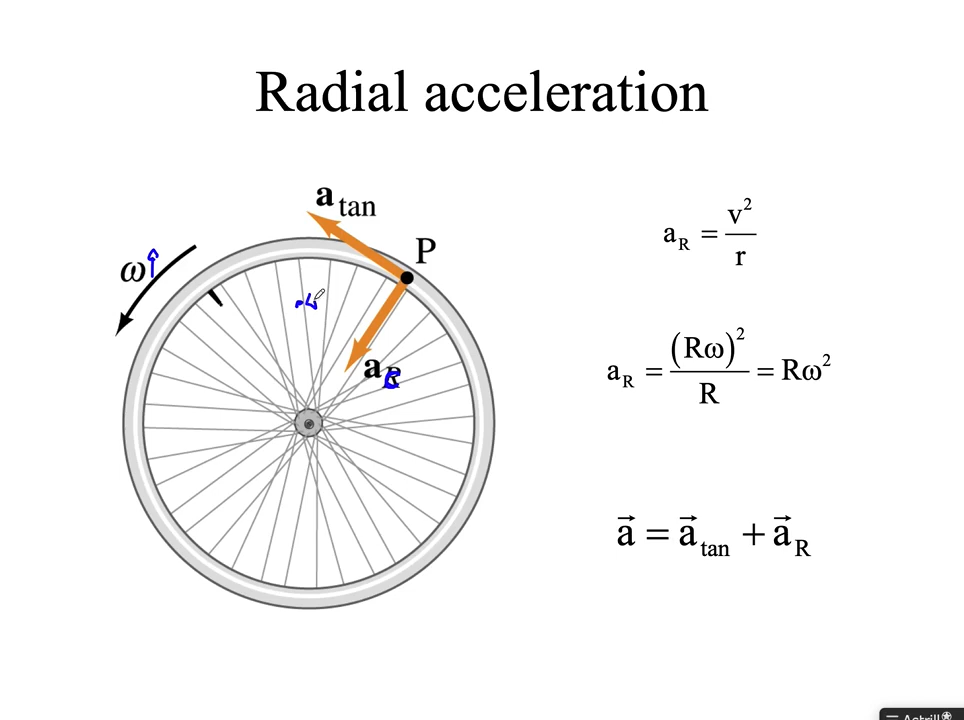 Radial acceleration
a tan
P
ω
a R
a_R = v² / r
a_R = (Rω)² / R = Rω²
a⃗ = a⃗_tan + a⃗_R